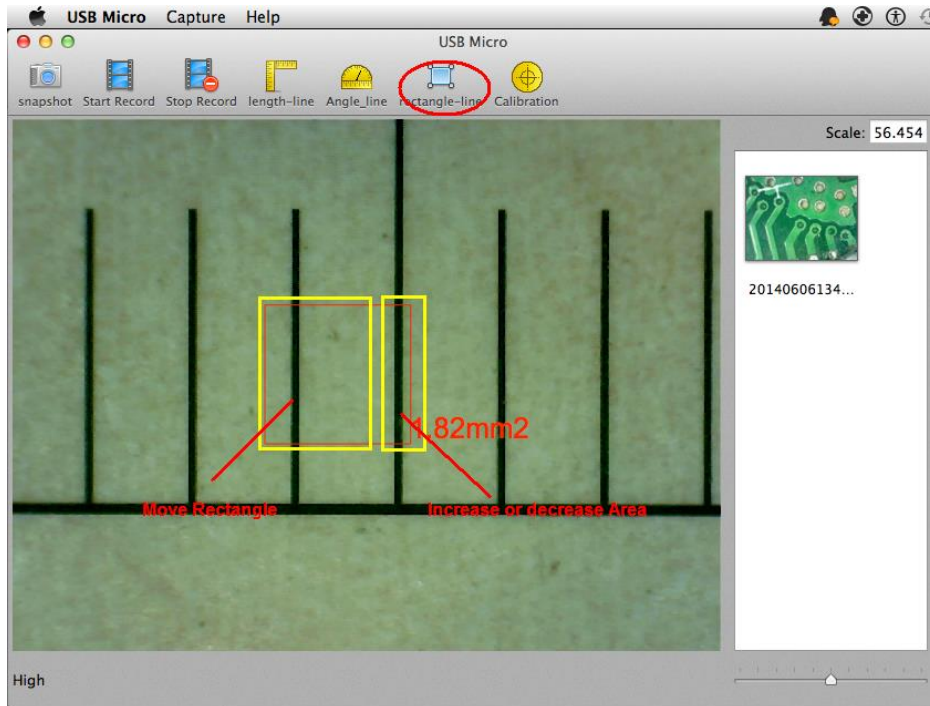 USB Micro Capture Help
USB Micro
snapshot Start Record Stop Record length-line Angle_line rectangle-line Calibration
Scale: 56.454
20140606134...
1.82mm2
Move Rectangle
Increase or decrease Area
High